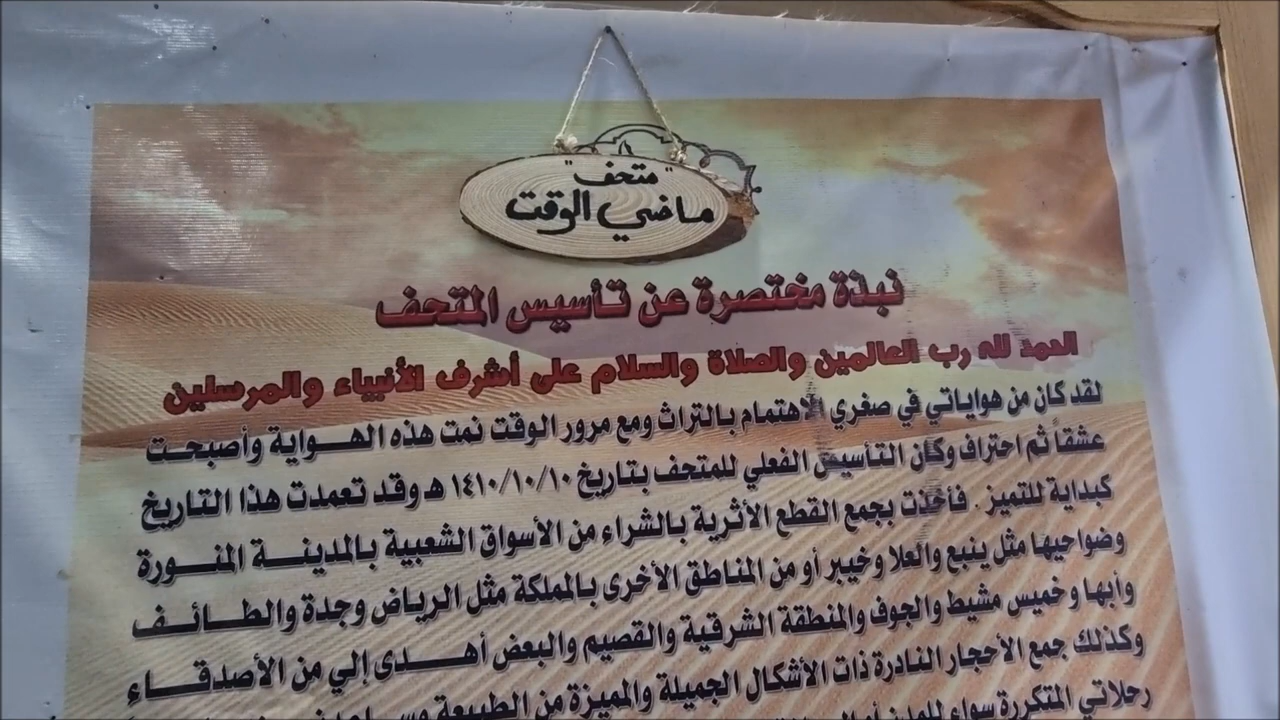 "متحف"
ماضي الوقت
نبذة مختصرة عن تأسيس المتحف
الحمد لله رب العالمين والصلاة والسلام على أشرف الأنبياء والمرسلين
لقد كان من هواياتي في صغري الاهتمام بالتراث ومع مرور الوقت نمت هذه الهواية وأصبحت
عشقاً ثم احتراف وكان التأسيس الفعلي للمتحف بتاريخ ١٤١٠/١٠/١٠ هـ وقد تعمدت هذا التاريخ
كبداية للتميز . فأخذت بجمع القطع الأثرية بالشراء من الأسواق الشعبية بالمدينة المنورة
وضواحيها مثل ينبع والعلا وخيبر أو من المناطق الأخرى بالمملكة مثل الرياض وجدة والطائف
وأبها وخميس مشيط والجوف والمنطقة الشرقية والقصيم والبعض أهدى إلي من الأصدقاء
وكذلك جمع الأحجار النادرة ذات الأشكال الجميلة والمميزة من الطبيعة
رحلاتي المتكررة سواء